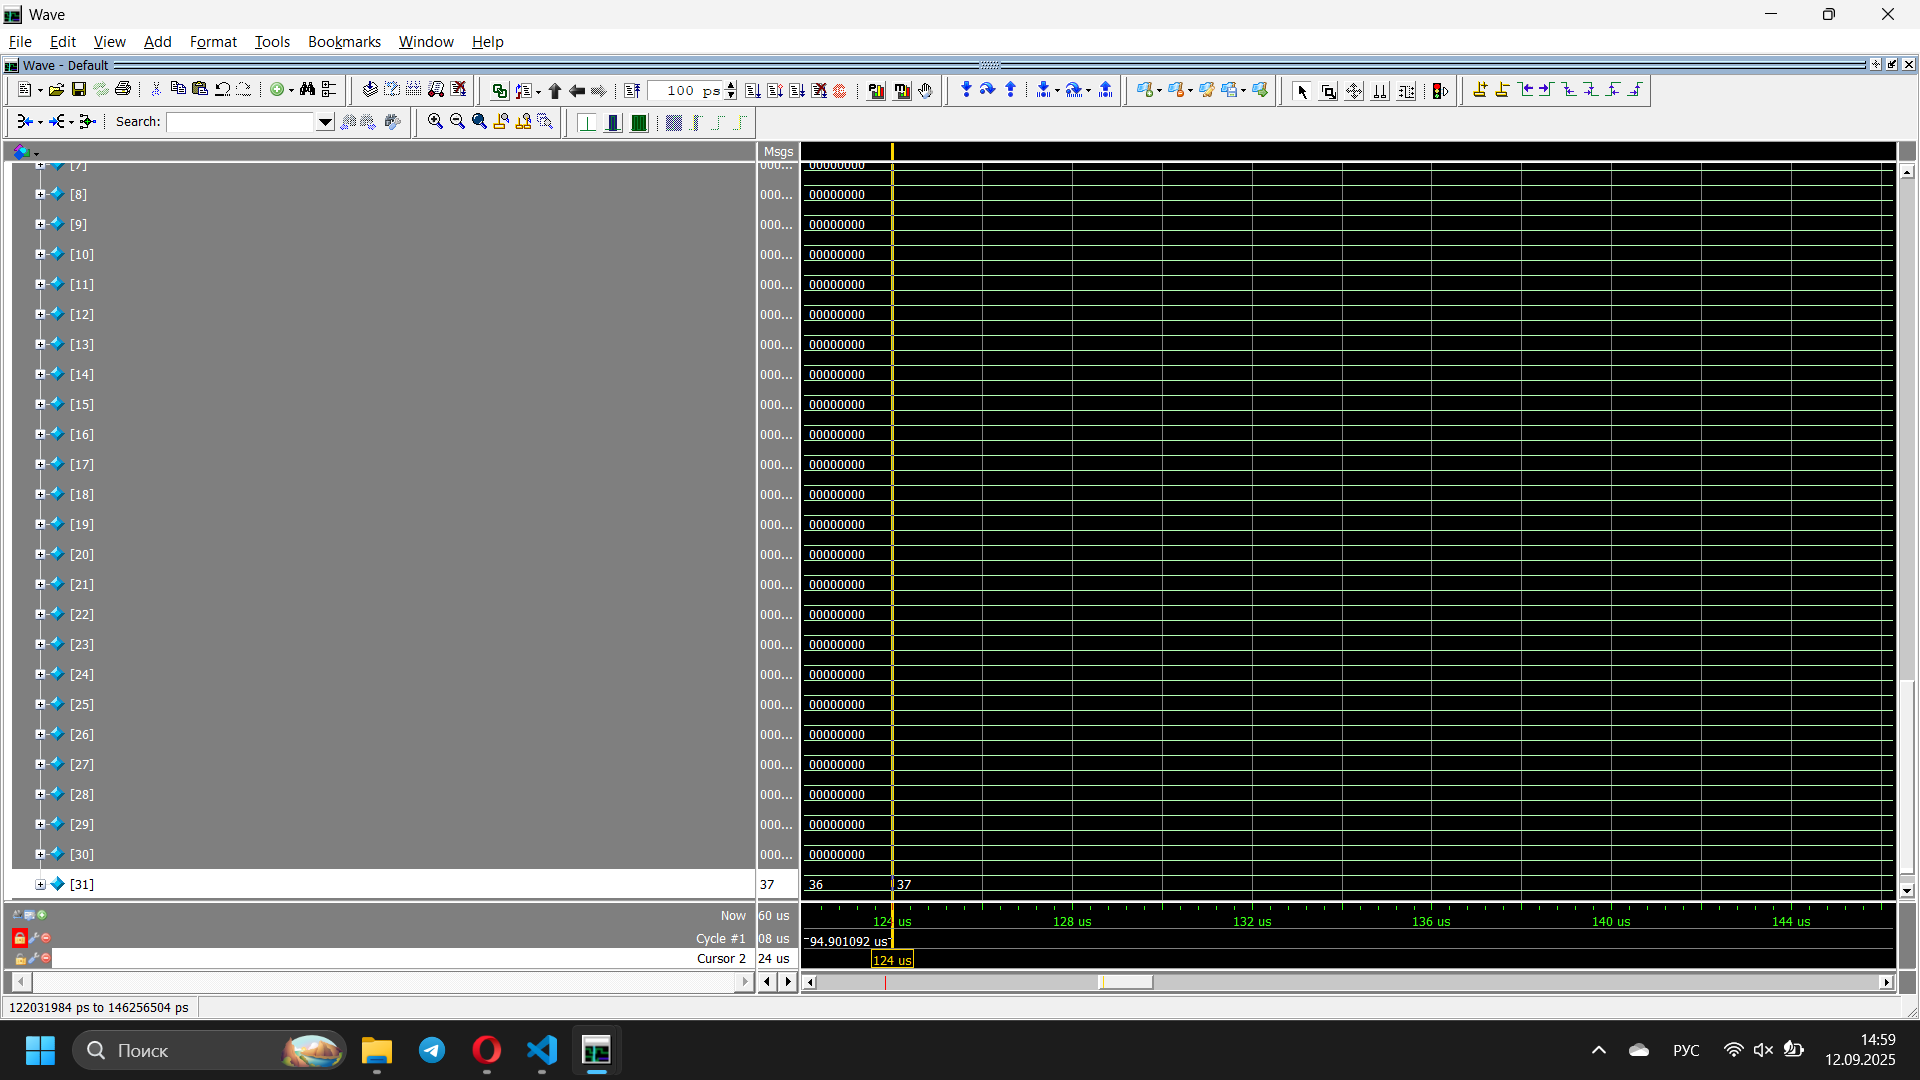 Wave
File Edit View Add Format Tools Bookmarks Window Help
Wave - Default
100 ps
Search:
Msgs
[7] 000... 00000000
[8] 000... 00000000
[9] 000... 00000000
[10] 000... 00000000
[11] 000... 00000000
[12] 000... 00000000
[13] 000... 00000000
[14] 000... 00000000
[15] 000... 00000000
[16] 000... 00000000
[17] 000... 00000000
[18] 000... 00000000
[19] 000... 00000000
[20] 000... 00000000
[21] 000... 00000000
[22] 000... 00000000
[23] 000... 00000000
[24] 000... 00000000
[25] 000... 00000000
[26] 000... 00000000
[27] 000... 00000000
[28] 000... 00000000
[29] 000... 00000000
[30] 000... 00000000
[31] 37 36 37
Now 60 us 124 us 128 us 132 us 136 us 140 us 144 us
Cycle #1 08 us -94.901092 us
Cursor 2 24 us 124 us
122031984 ps to 146256504 ps
Поиск
РУС
14:59
12.09.2025